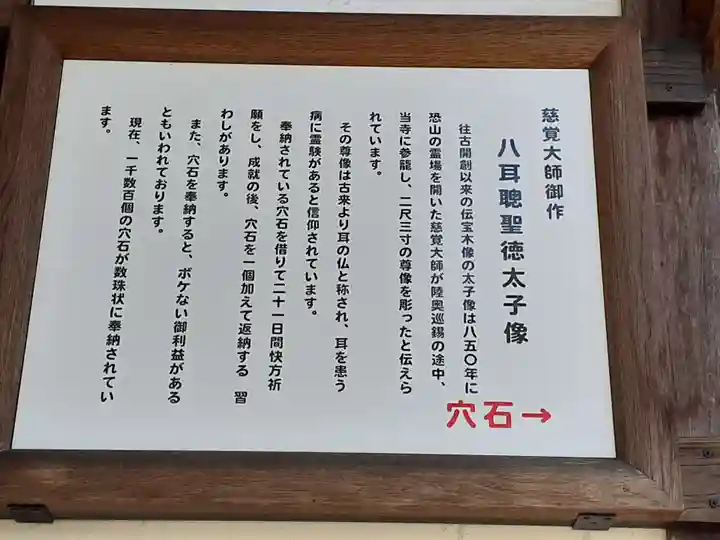 慈覚大師御作
八耳聰聖徳太子像
往古開創以来の伝宝木像の太子像は八五〇年に
恐山の霊場を開いた慈覚大師が陸奥巡錫の途中、
当寺に参籠し、二尺三寸の尊像を彫ったと伝えら
れています。
その尊像は古来より耳の仏と称され、耳を患う
病に霊験があると信仰されています。
奉納されている穴石を借りて二十一日間快方祈
願をし、成就の後、穴石を一個加えて返納する 習
わしがあります。
また、穴石を奉納すると、ボケない御利益がある
ともいわれております。
現在、一千数百個の穴石が数珠状に奉納されてい
ます。
穴石→